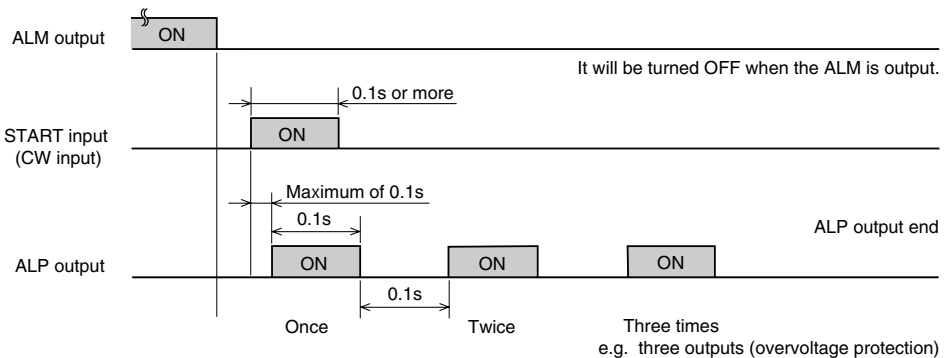 ALM output
ON
It will be turned OFF when the ALM is output.
0.1s or more
START input
(CW input)
ON
Maximum of 0.1s
0.1s
ALP output end
ALP output
ON
ON
ON
0.1s
Once
Twice
Three times
e.g. three outputs (overvoltage protection)